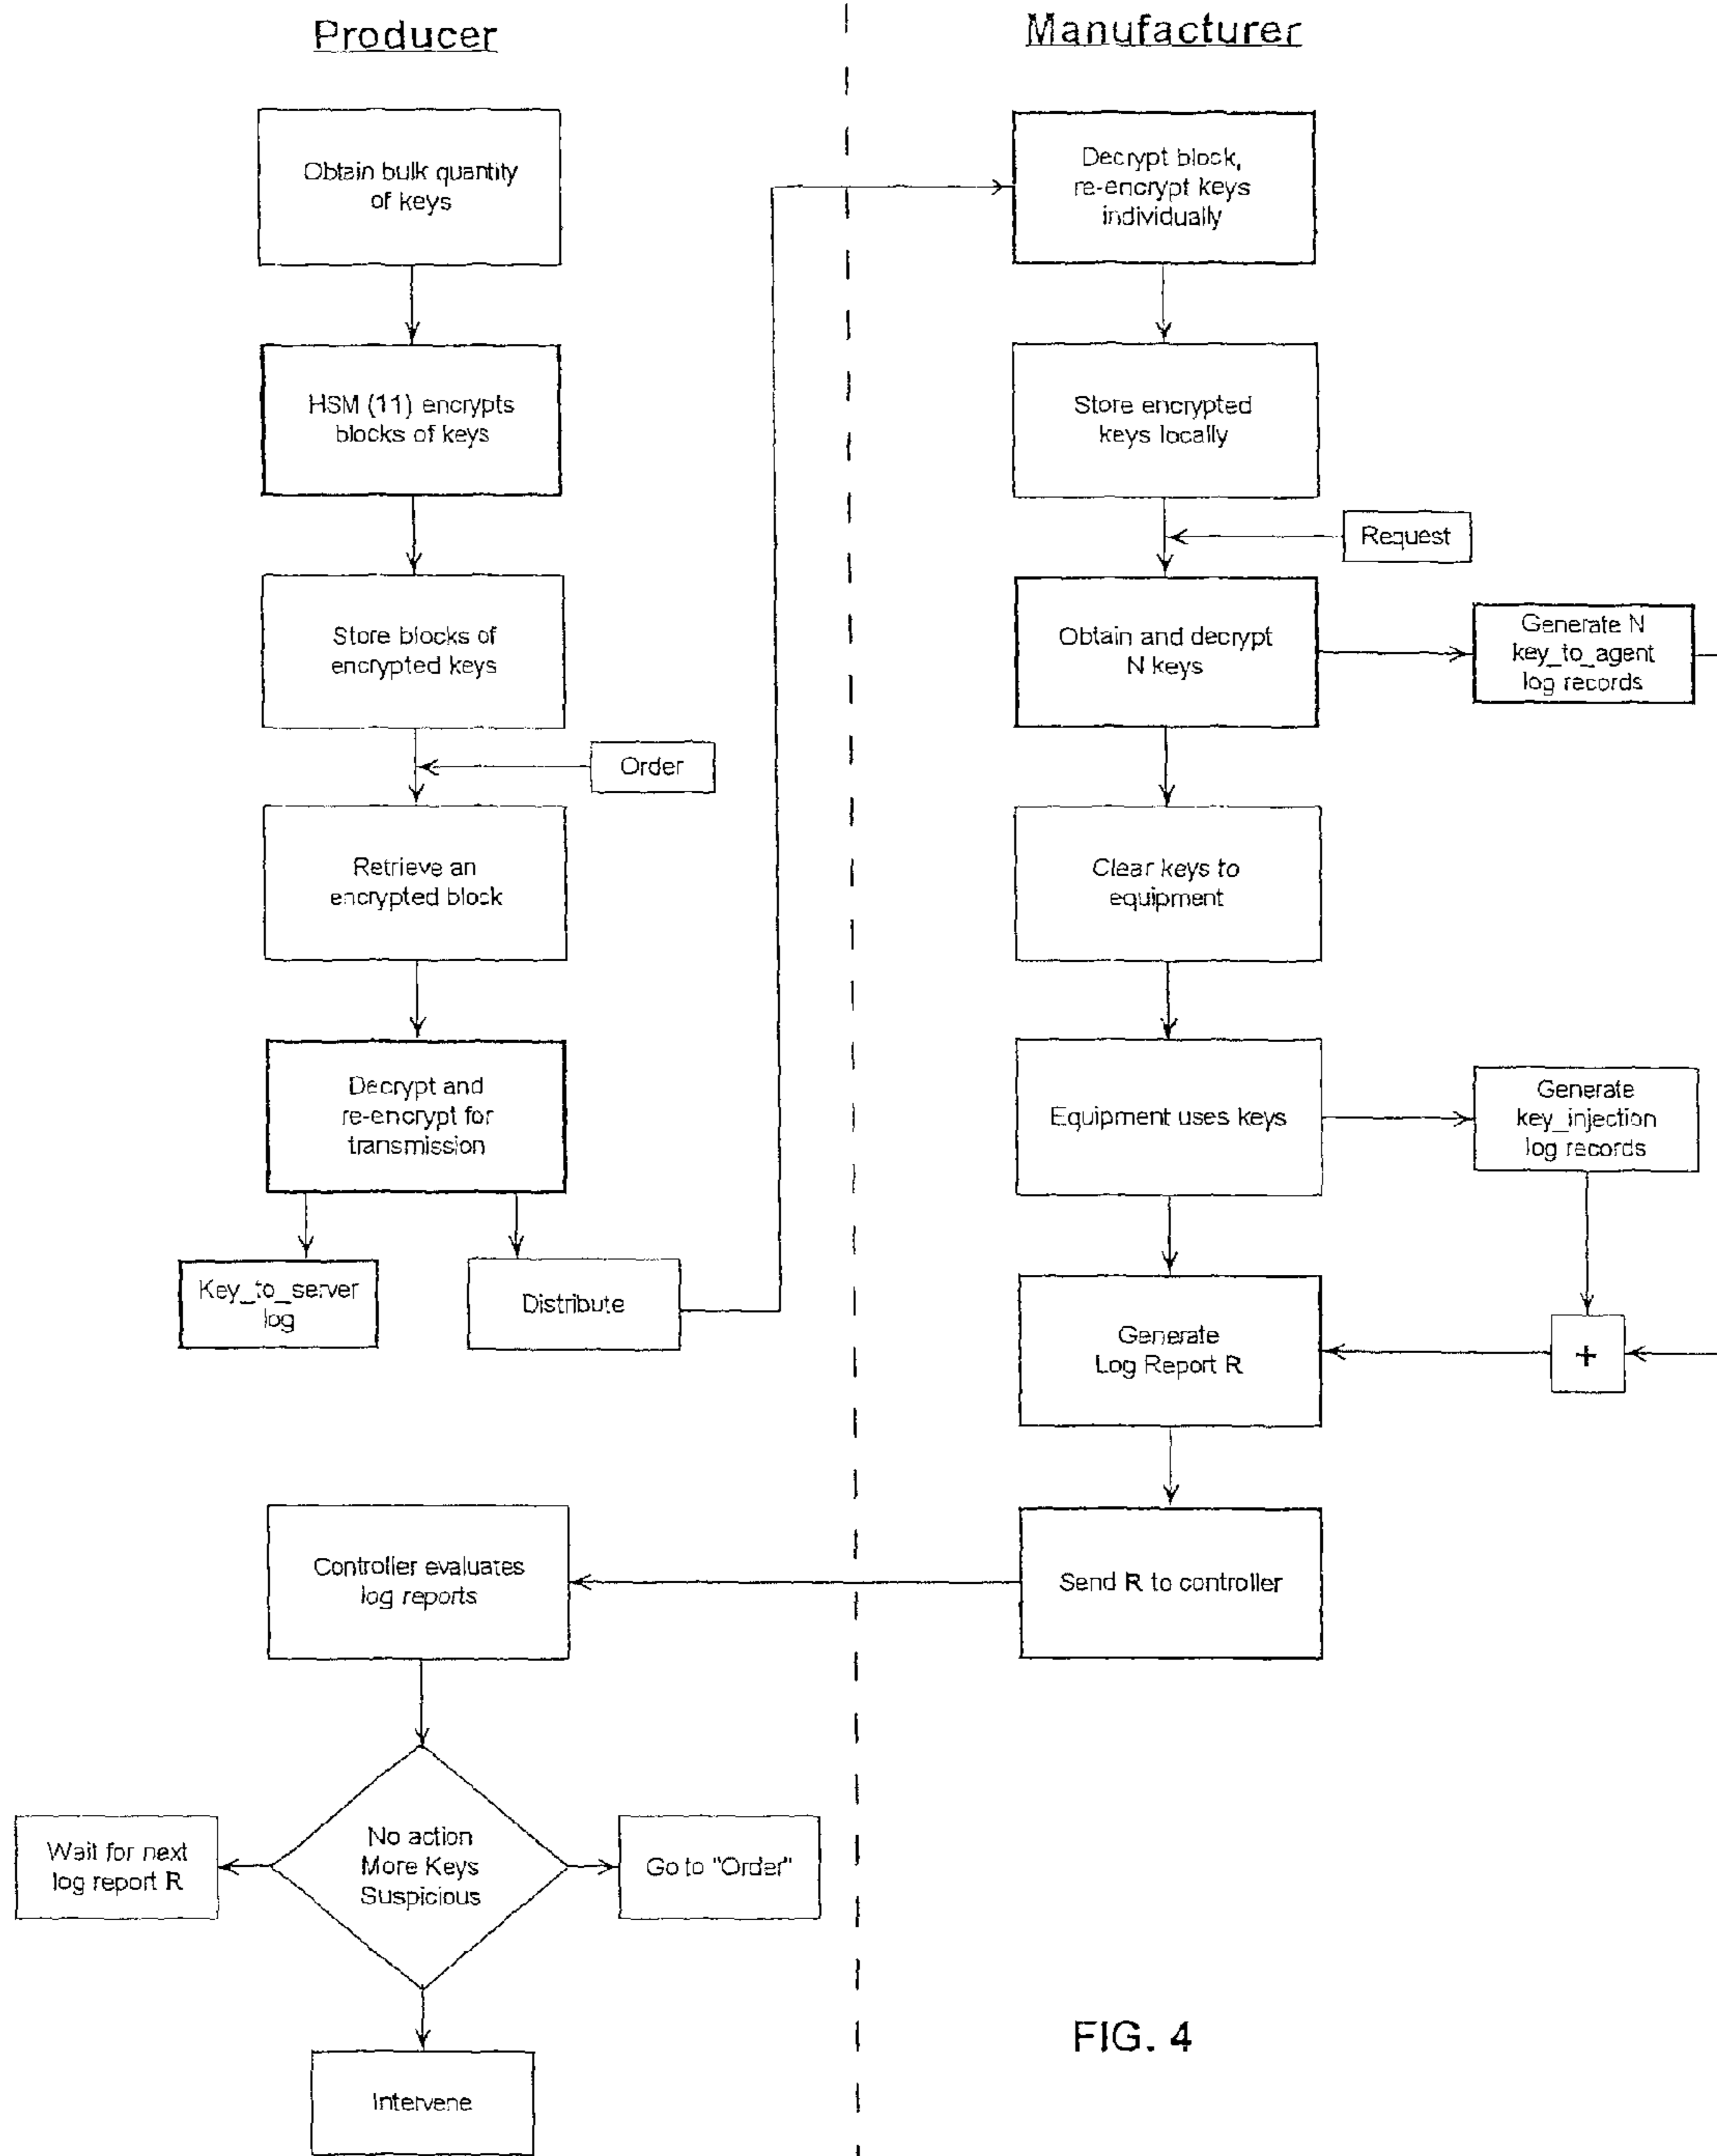 Producer
Obtain bulk quantity
of keys
HSM (11) encrypts
blocks of keys
Store blocks of
encrypted keys
Order
Retrieve an
encrypted block
Decrypt and
re-encrypt for
transmission
Key_to_server
log
Distribute
Controller evaluates
log reports
No action
More Keys
Suspicious
Wait for next
log report R
Go to "Order"
Intervene
Manufacturer
Decrypt block,
re-encrypt keys
individually
Store encrypted
keys locally
Request
Obtain and decrypt
N keys
Generate N
key_to_agent
log records
Clear keys to
equipment
Equipment uses keys
Generate
key_injection
log records
Generate
Log Report R
+
Send R to controller
FIG. 4